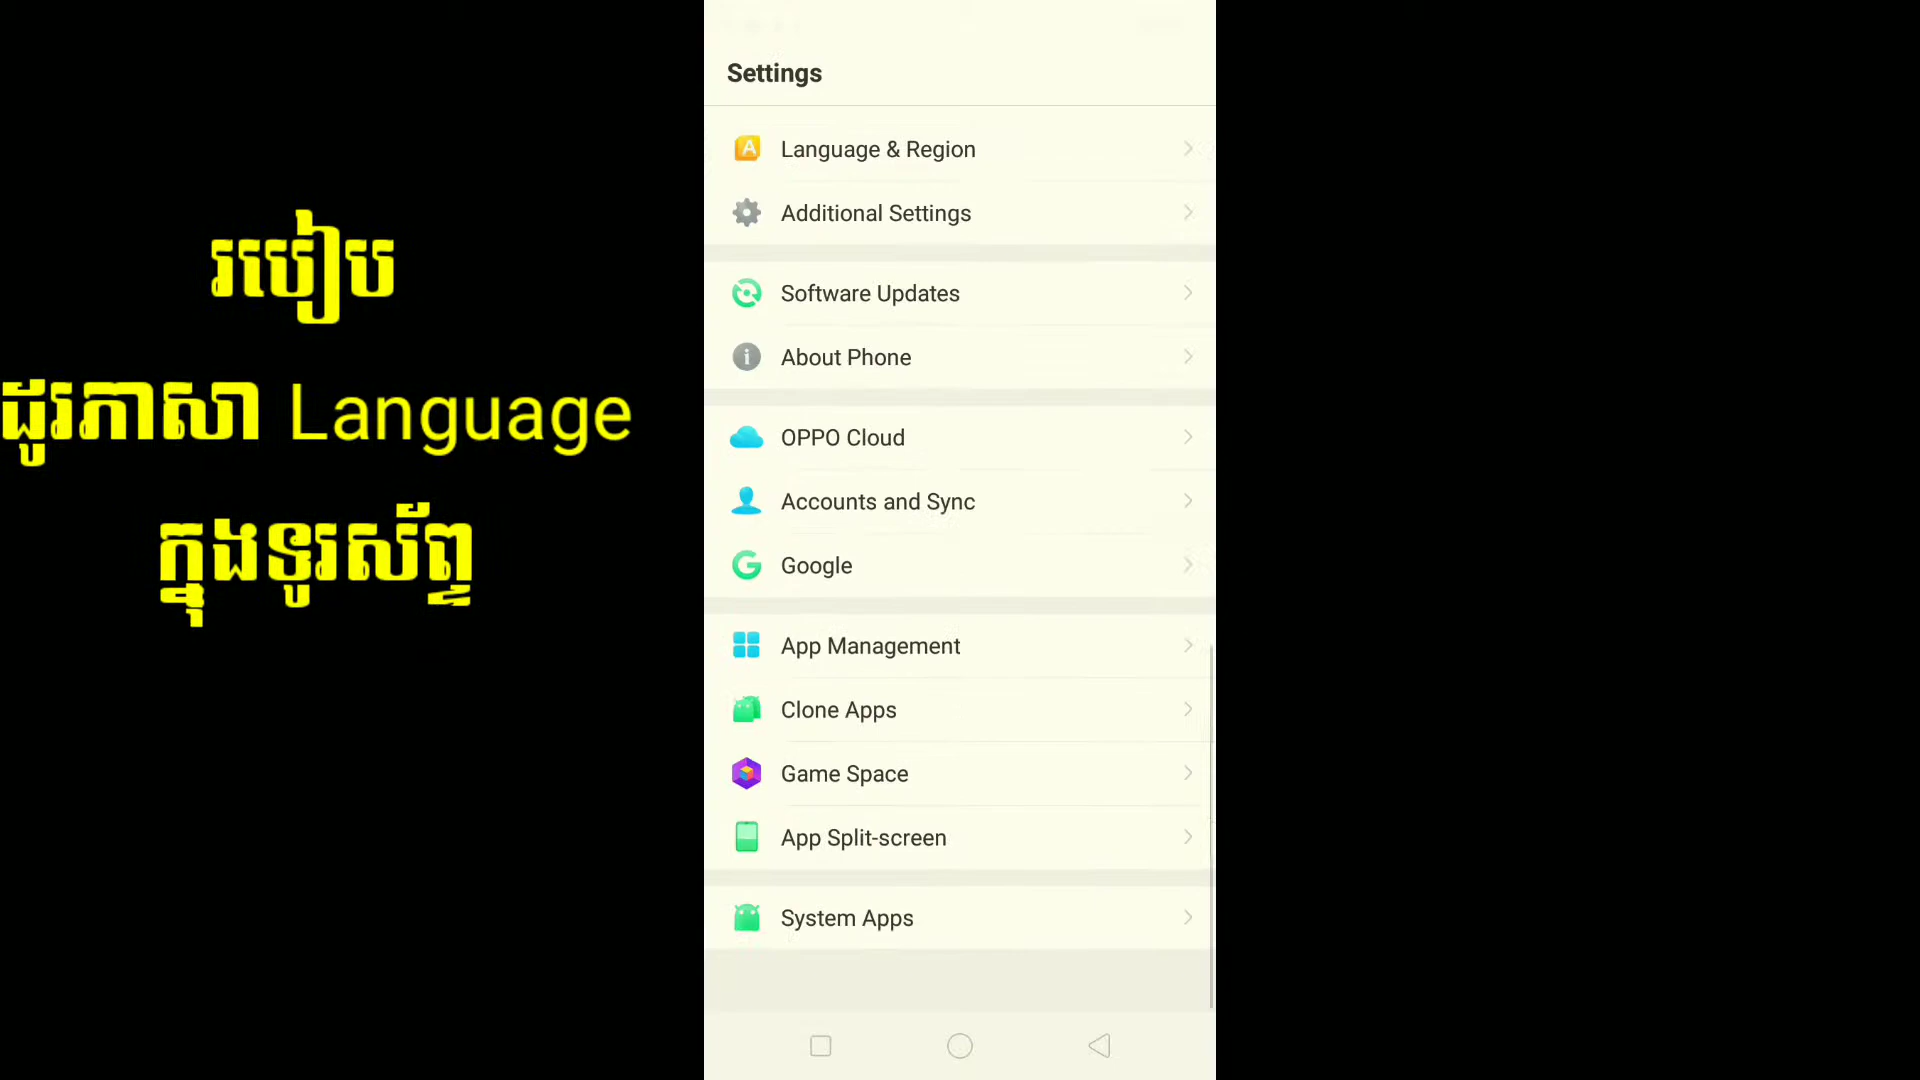 របៀប
ដូរភាសា Language
ក្នុងទូរស័ព្ទ
Settings
Language & Region
Additional Settings
Software Updates
About Phone
OPPO Cloud
Accounts and Sync
Google
App Management
Clone Apps
Game Space
App Split-screen
System Apps